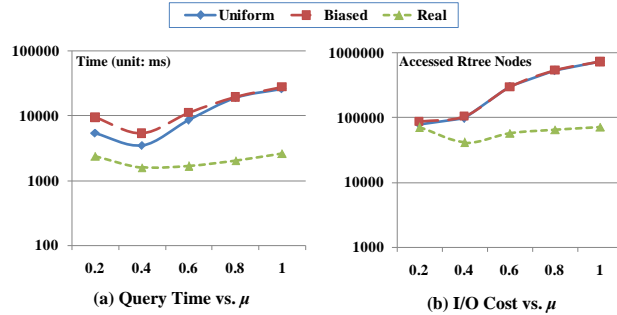 Uniform Biased Real
Time (unit: ms)
100000
10000
1000
100
0.2 0.4 0.6 0.8 1
(a) Query Time vs. μ
Accessed Rtree Nodes
1000000
100000
10000
1000
0.2 0.4 0.6 0.8 1
(b) I/O Cost vs. μ